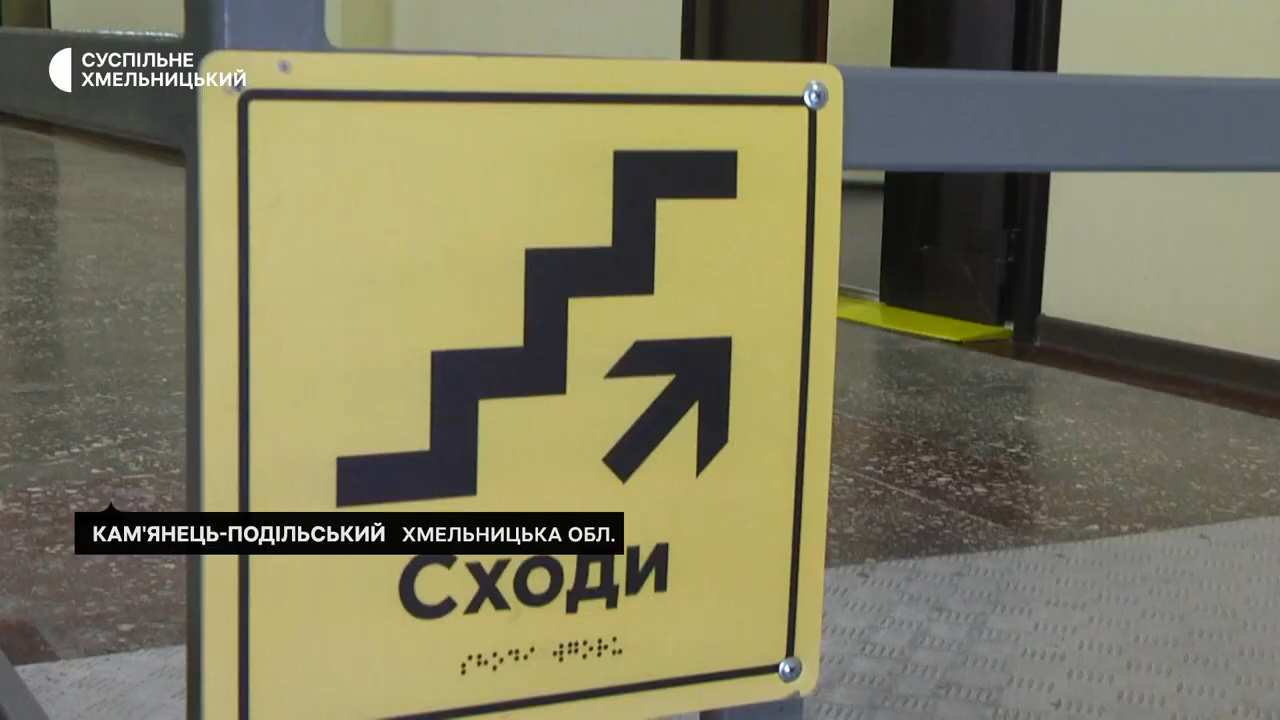 СУСПІЛЬНЕ
ХМЕЛЬНИЦЬКИЙ
КАМ'ЯНЕЦЬ-ПОДІЛЬСЬКИЙ ХМЕЛЬНИЦЬКА ОБЛ.
Сходи